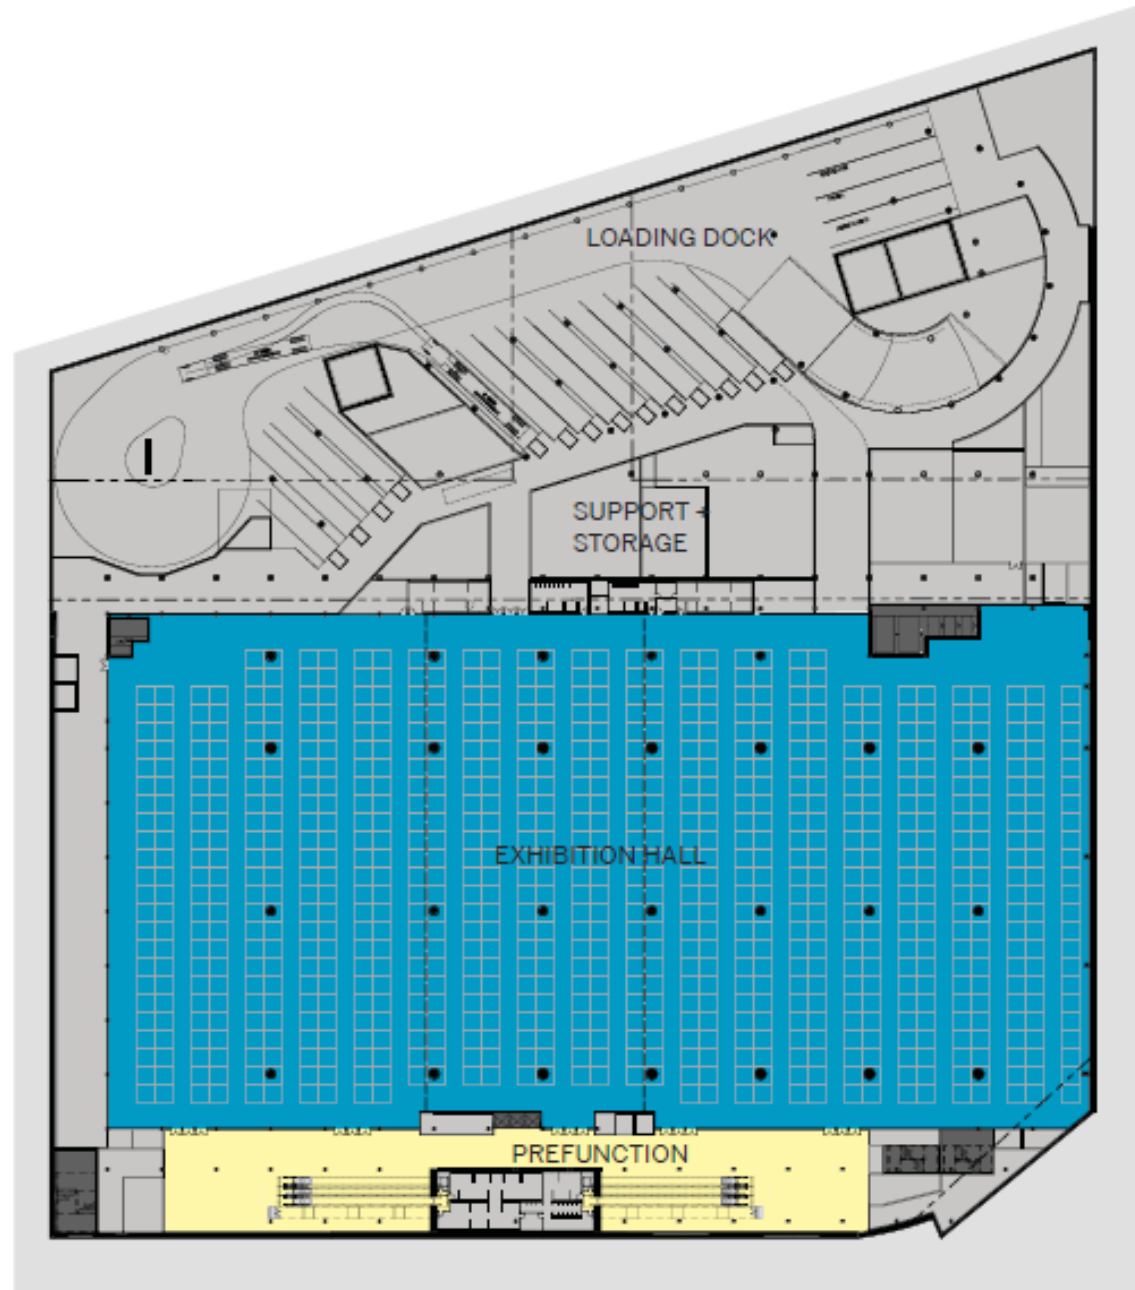 LOADING DOCK
SUPPORT +
STORAGE
EXHIBITION HALL
PREFUNCTION